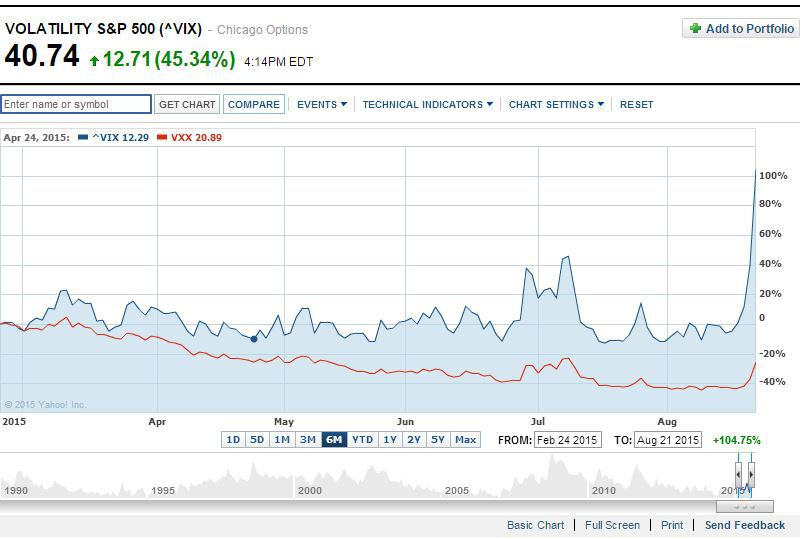 VOLATILITY S&P 500 (^VIX) - Chicago Options
Add to Portfolio
40.74 12.71(45.34%) 4:14PM EDT
Enter name or symbol GET CHART COMPARE EVENTS TECHNICAL INDICATORS CHART SETTINGS RESET
Apr 24, 2015: ^VIX 12.29 VXX 20.89
100%
80%
60%
40%
20%
0
-20%
-40%
© 2015 Yahoo! Inc.
2015 Apr May Jun Jul Aug
1D 5D 1M 3M 6M YTD 1Y 2Y 5Y Max FROM: Feb 24 2015 TO: Aug 21 2015 +104.75%
1990 1995 2000 2005 2010 2015
Basic Chart Full Screen Print Send Feedback